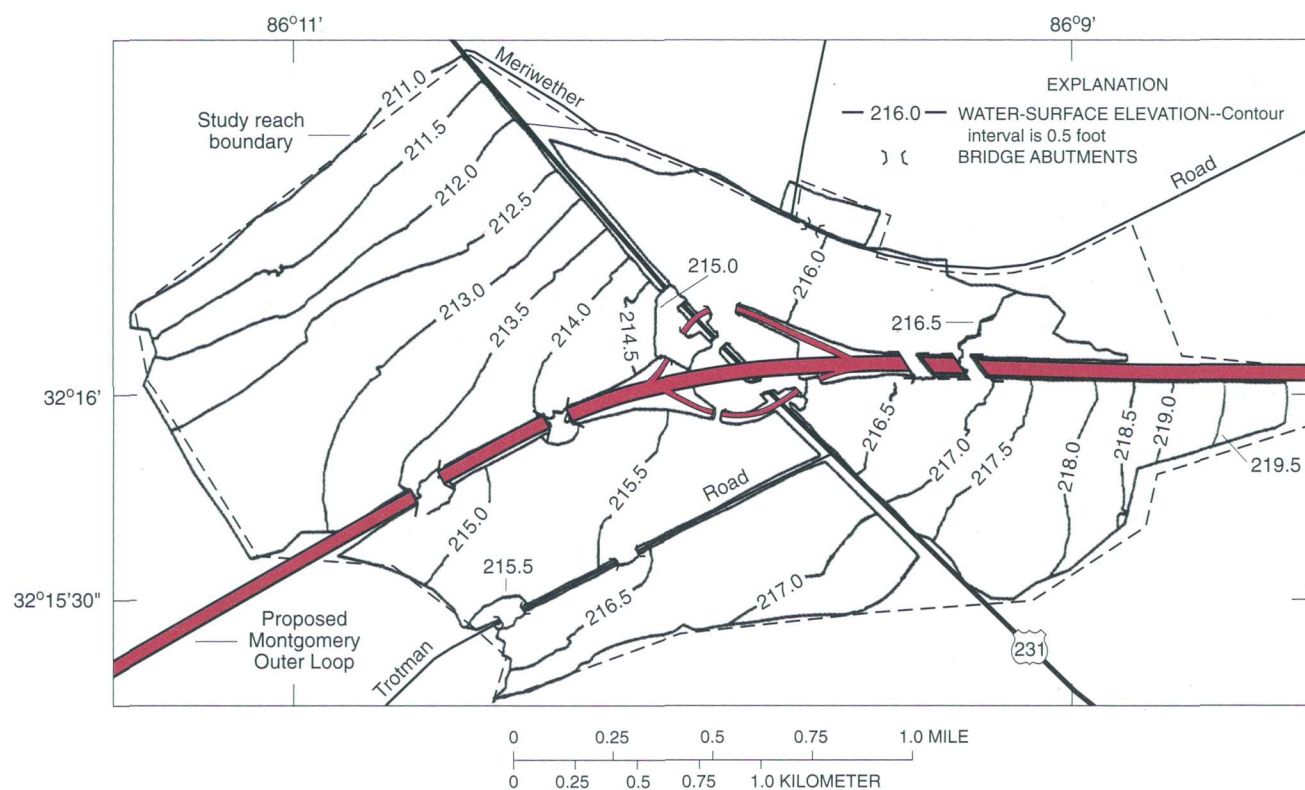 86°11'
86°9'
Meriwether
EXPLANATION
216.0
WATER-SURFACE ELEVATION--Contour
interval is 0.5 foot
BRIDGE ABUTMENTS
Road
211.0
Study reach
boundary
211.5
212.0
212.5
213.0
213.5
214.0
214.5
215.0
216.0
216.5
32°16'
216.5
217.0
217.5
218.0
218.5
219.0
219.5
215.0
215.5
Road
215.5
216.5
217.0
32°15'30"
Proposed
Montgomery
Outer Loop
Trotman
231
0 0.25 0.5 0.75 1.0 MILE
0 0.25 0.5 0.75 1.0 KILOMETER